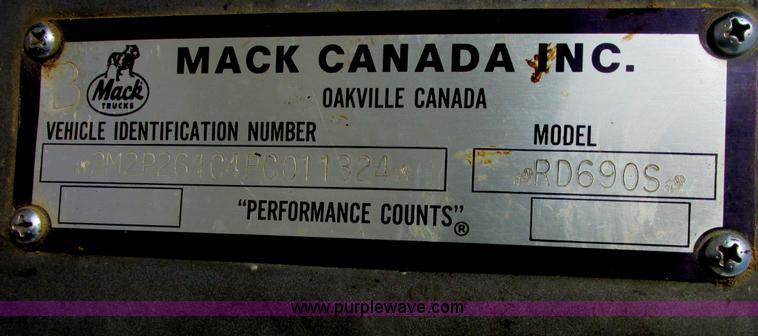 B
MACK CANADA INC.
Mack
TRUCKS
OAKVILLE CANADA
VEHICLE IDENTIFICATION NUMBER
MODEL
2M2P264C4PC011324
RD690S
"PERFORMANCE COUNTS"®
www.purplewave.com